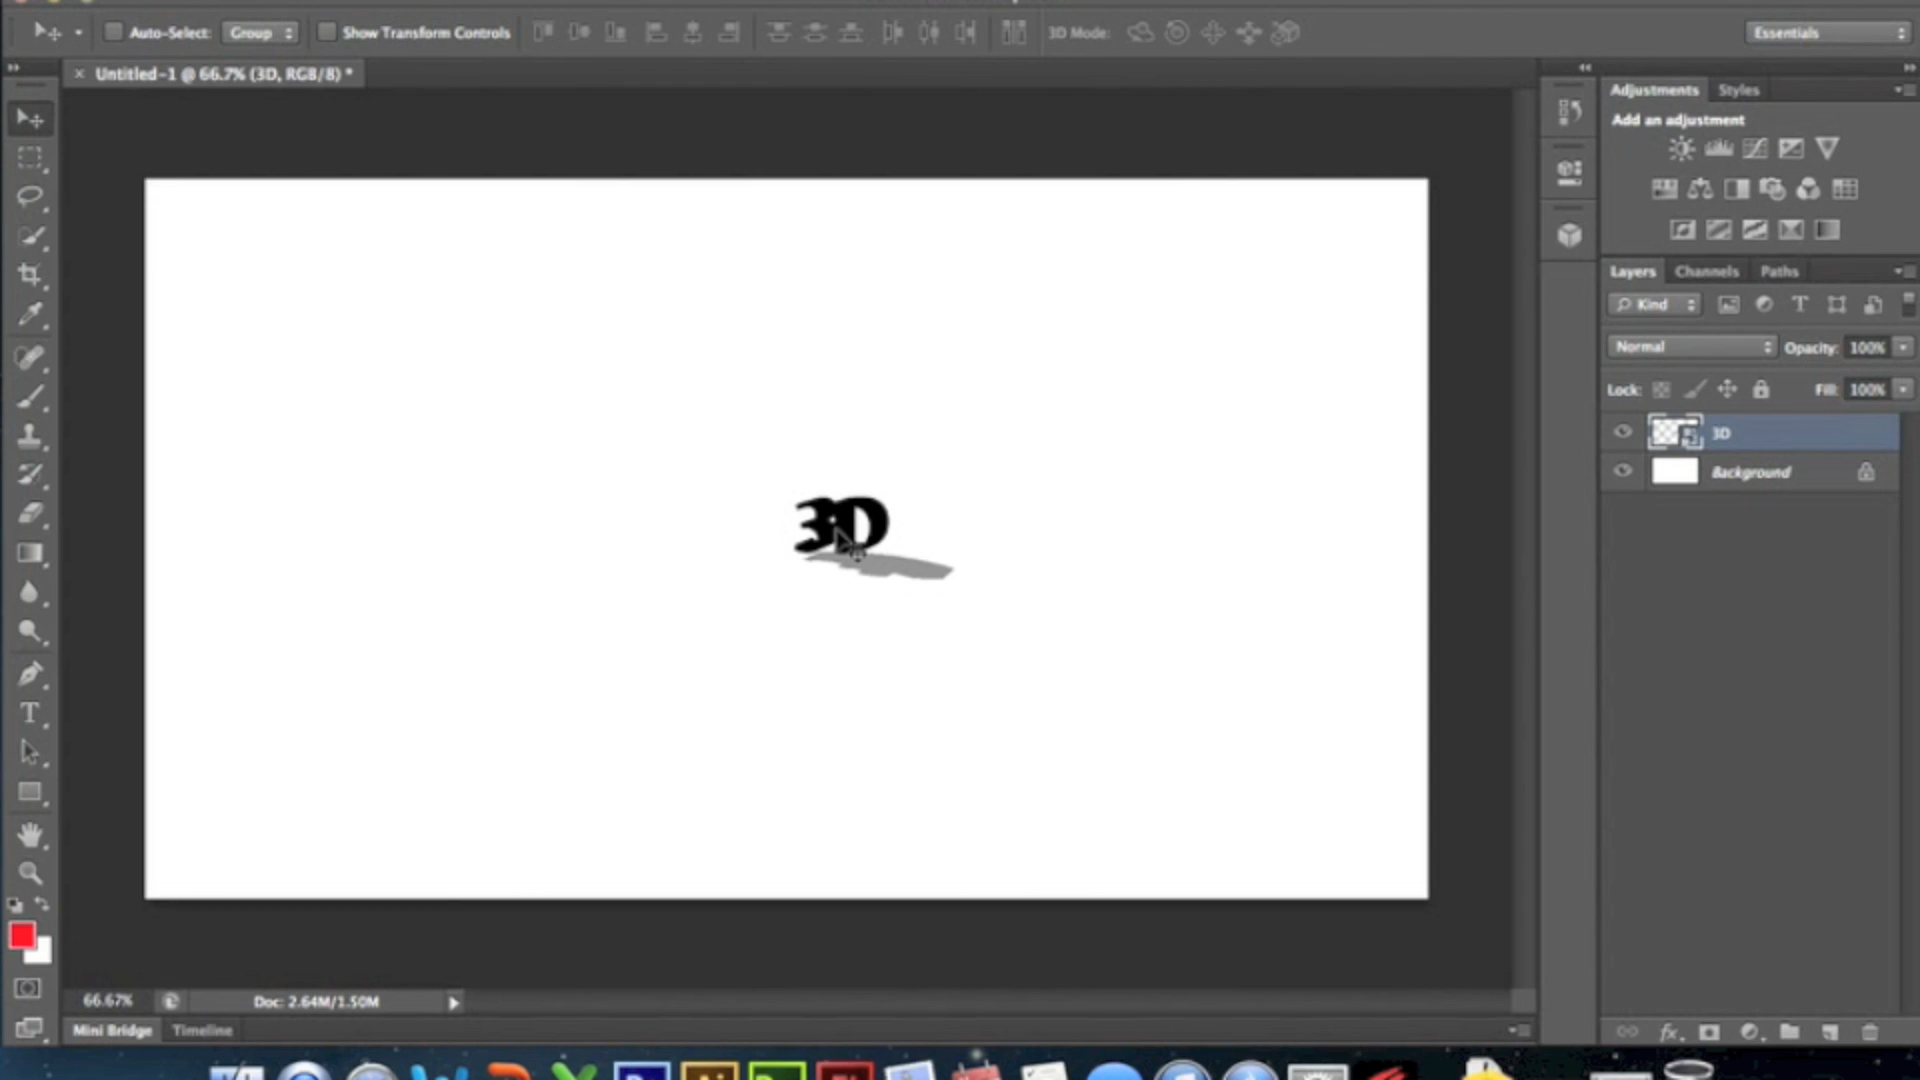 Auto-Select: Group Show Transform Controls 3D Mode: Essentials
Untitled-1 @ 66.7% (3D, RGB/8) *
Adjustments Styles
Add an adjustment
Layers Channels Paths
Kind
Normal Opacity: 100%
Lock: Fill: 100%
3D
Background
3D
66.67% Doc: 2.64M/1.50M
Mini Bridge Timeline